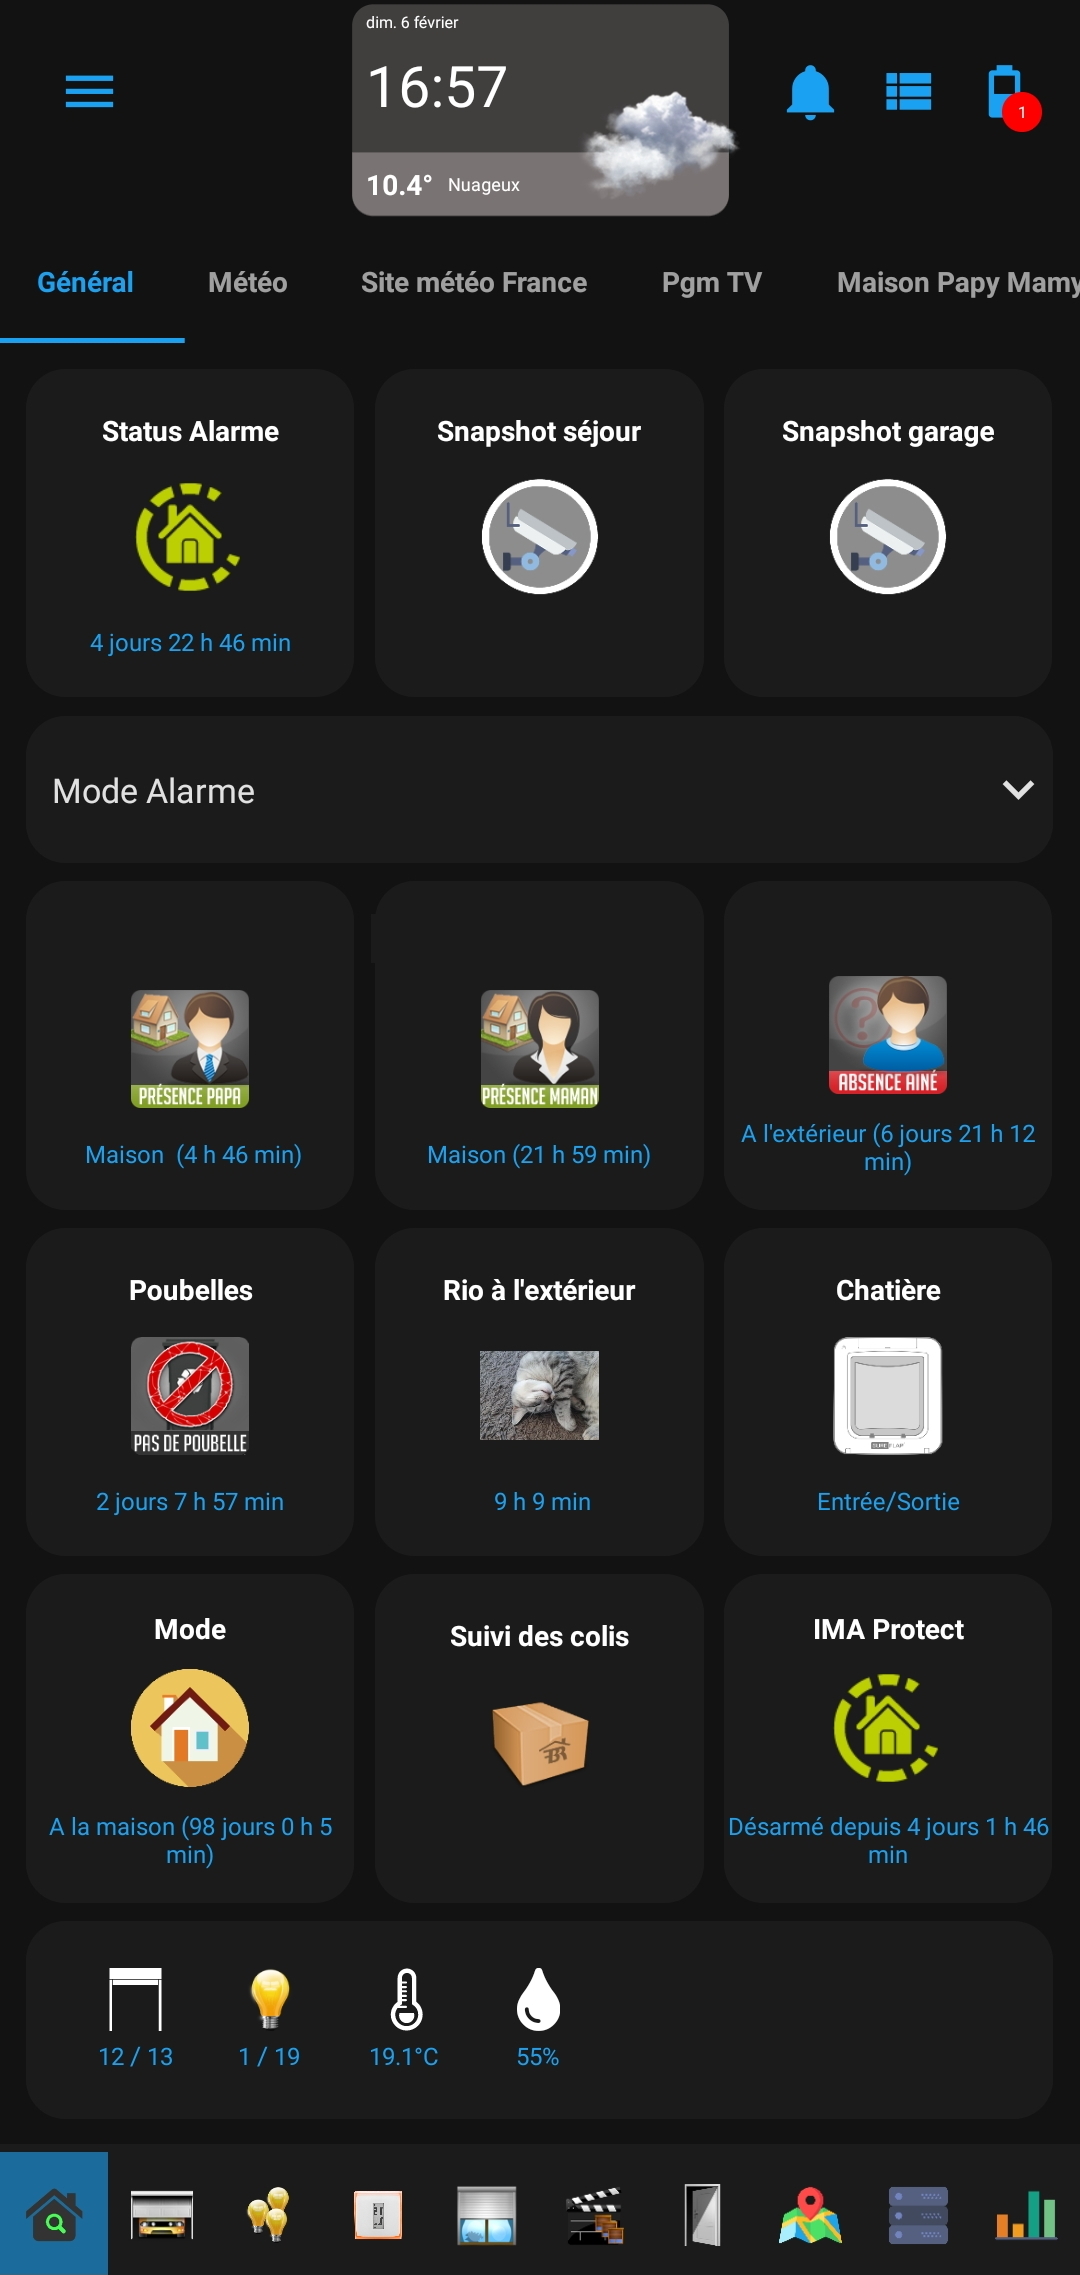 dim. 6 février
16:57
1
10.4° Nuageux
Général Météo Site météo France Pgm TV Maison Papy Mamy
Status Alarme Snapshot séjour Snapshot garage
4 jours 22 h 46 min
Mode Alarme
PRÉSENCE PAPA PRÉSENCE MAMAN ABSENCE AINÉ
Maison (4 h 46 min) Maison (21 h 59 min) A l'extérieur (6 jours 21 h 12
min)
Poubelles Rio à l'extérieur Chatière
PAS DE POUBELLE
SUREFLAP
2 jours 7 h 57 min 9 h 9 min Entrée/Sortie
Mode Suivi des colis IMA Protect
A la maison (98 jours 0 h 5
min)
Désarmé depuis 4 jours 1 h 46
min
12 / 13 1 / 19 19.1°C 55%